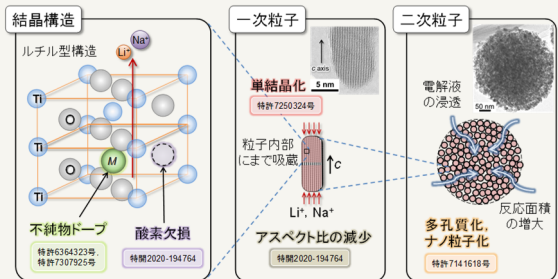 結晶構造
ルチル型構造
Li⁺
Na⁺
Ti
O
Ti
O
Ti
M
不純物ドープ
特許6364323号,
特許7307925号
酸素欠損
特開2020-194764
一次粒子
c axis
5 nm
単結晶化
特許7250324号
粒子内部
にまで吸蔵
c
Li⁺, Na⁺
アスペクト比の減少
特開2020-194764
二次粒子
電解液
の浸透
50 nm
反応面積
の増大
多孔質化,
ナノ粒子化
特許7141618号